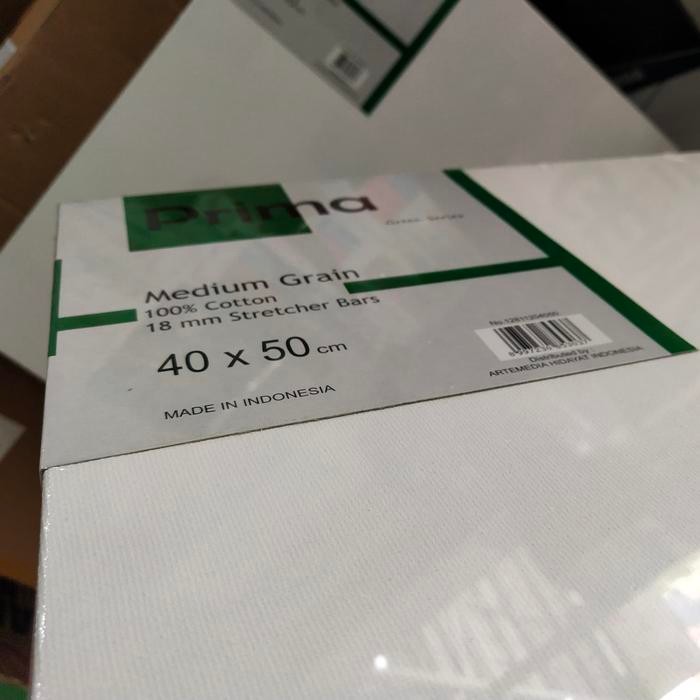 Prima
Green Series
Medium Grain
100% Cotton
18 mm Stretcher Bars
40 x 50 cm
MADE IN INDONESIA
Distributed by
ARTEMEDIA HIDAYAT INDONESIA